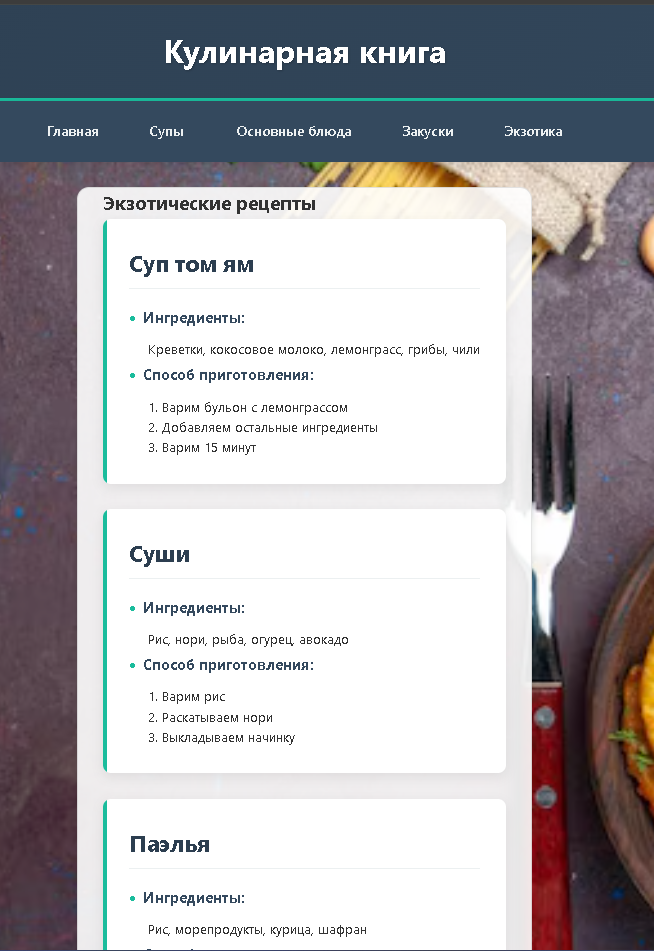 Кулинарная книга
Главная Супы Основные блюда Закуски Экзотика
Экзотические рецепты
Суп том ям
Ингредиенты:
Креветки, кокосовое молоко, лемонграсс, грибы, чили
Способ приготовления:
1. Варим бульон с лемонграссом
2. Добавляем остальные ингредиенты
3. Варим 15 минут
Суши
Ингредиенты:
Рис, нори, рыба, огурец, авокадо
Способ приготовления:
1. Варим рис
2. Раскатываем нори
3. Выкладываем начинку
Паэлья
Ингредиенты:
Рис, морепродукты, курица, шафран